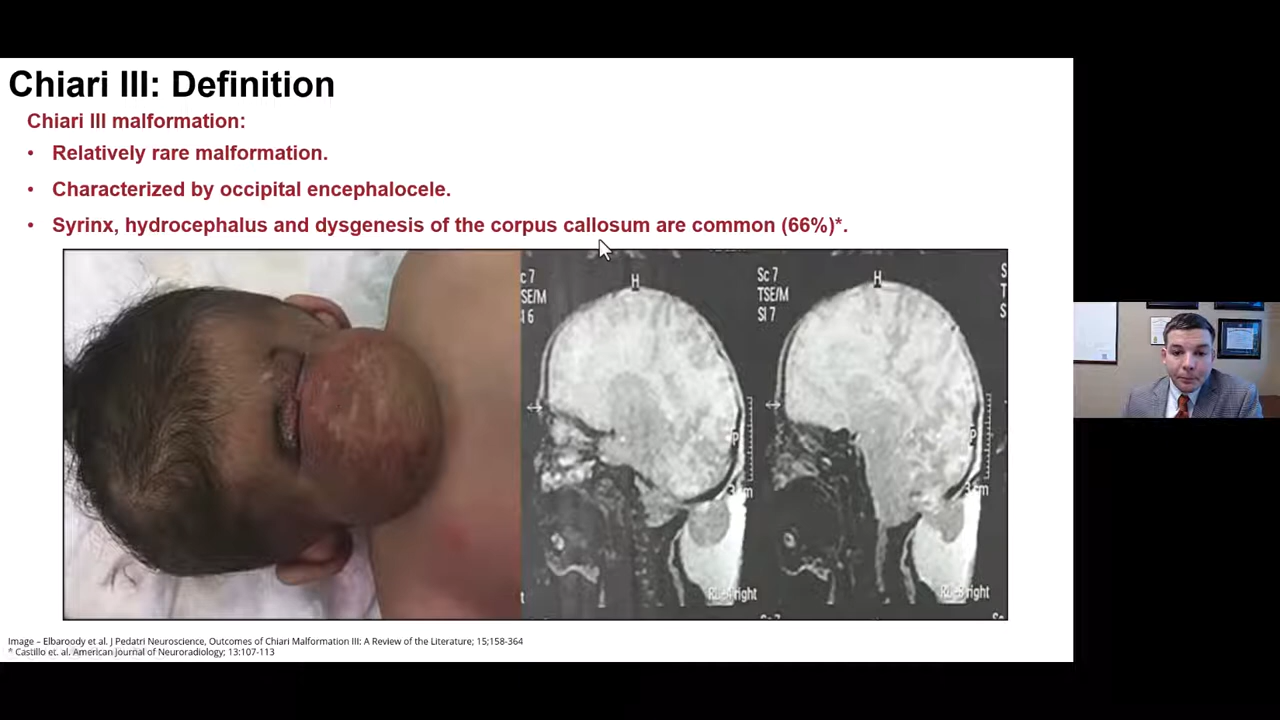 Chiari III: Definition
Chiari III malformation:
• Relatively rare malformation.
• Characterized by occipital encephalocele.
• Syrinx, hydrocephalus and dysgenesis of the corpus callosum are common (66%)*.
H
SE/M
Sc 7
TSE/M
Sl 7
H
P
P
Image – Elbaroody et al. J Pedatri Neuroscience, Outcomes of Chiari Malformation III: A Review of the Literature; 15;158-364
* Castillo et. al. American Journal of Neuroradiology; 13:107-113